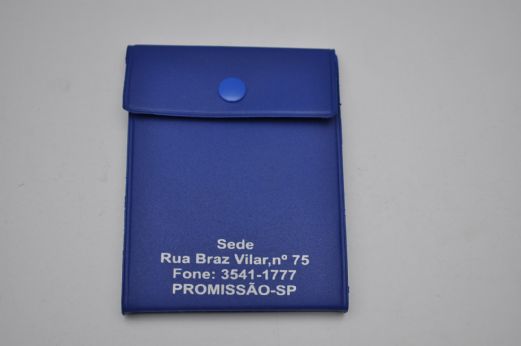 Sede
Rua Braz Vilar,nº 75
Fone: 3541-1777
PROMISSÃO-SP